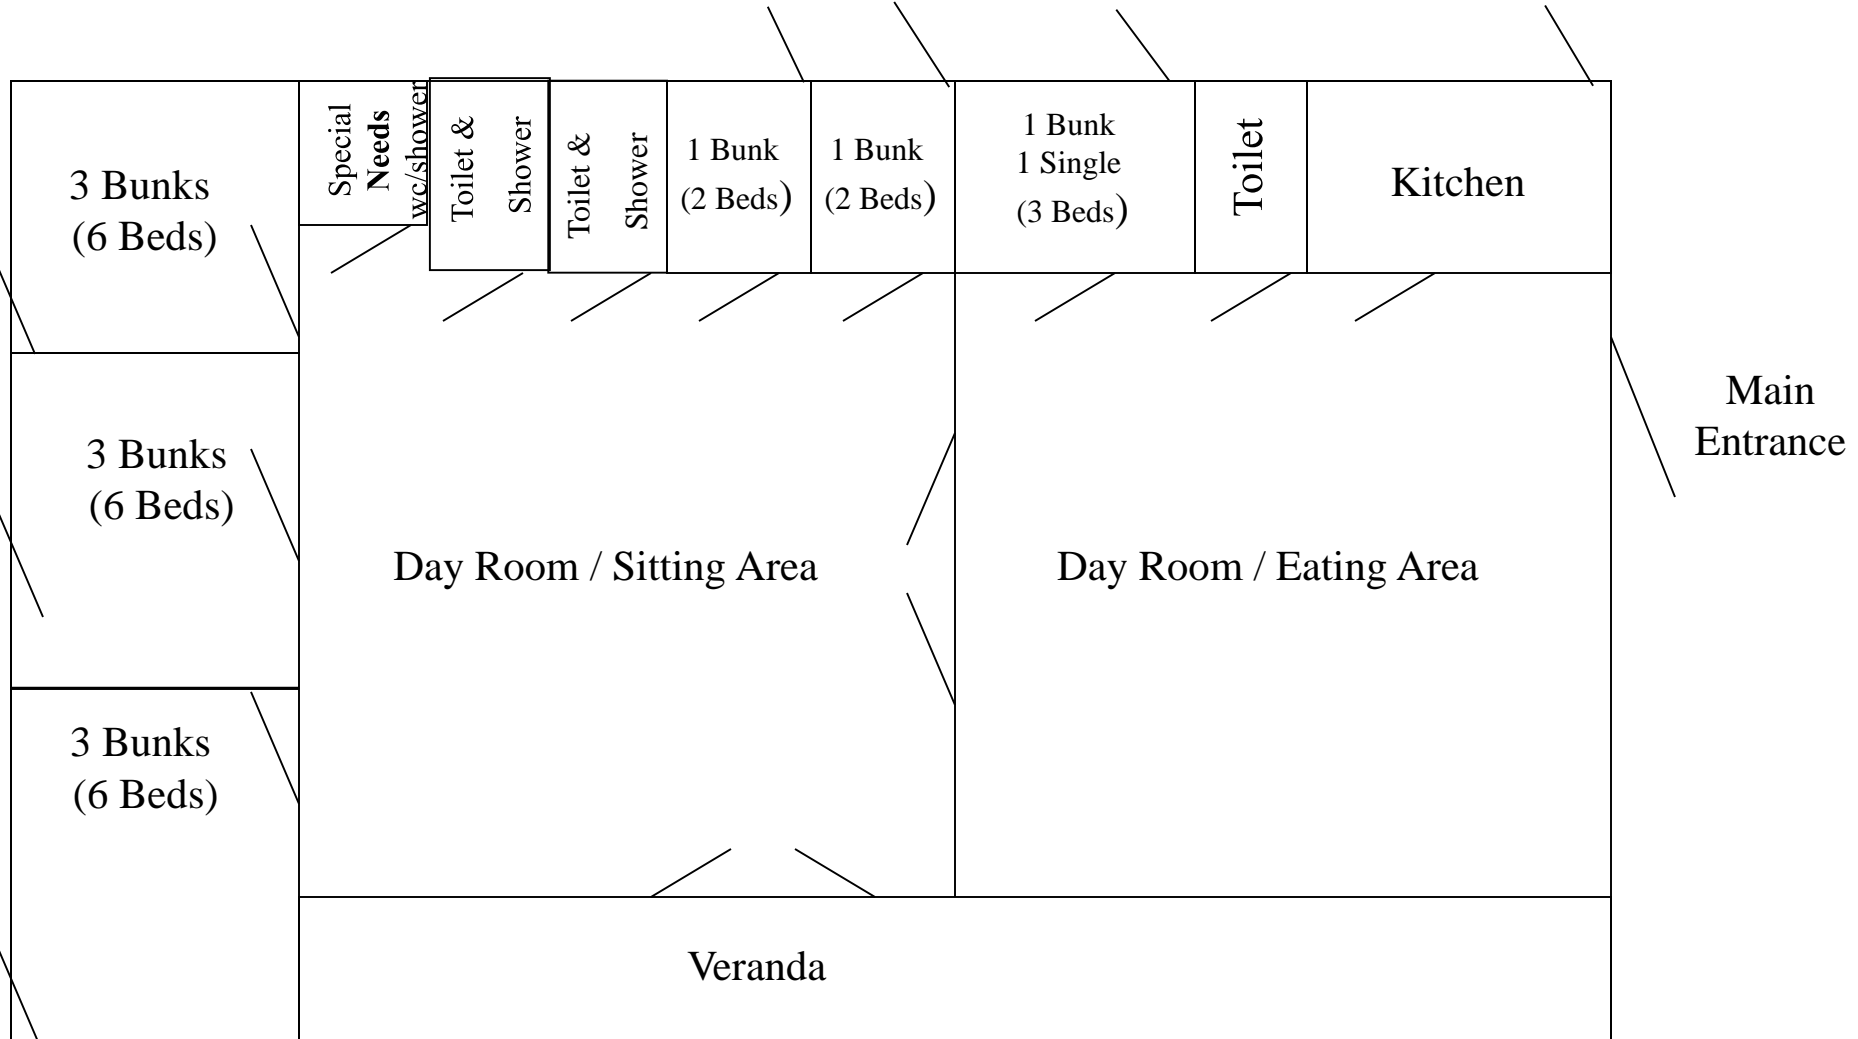 3 Bunks
(6 Beds)
Special
Needs
wc/shower
Toilet &
Shower
Toilet &
Shower
1 Bunk
(2 Beds)
1 Bunk
(2 Beds)
1 Bunk
1 Single
(3 Beds)
Toilet
Kitchen
Main
Entrance
3 Bunks
(6 Beds)
Day Room / Sitting Area
Day Room / Eating Area
3 Bunks
(6 Beds)
Veranda